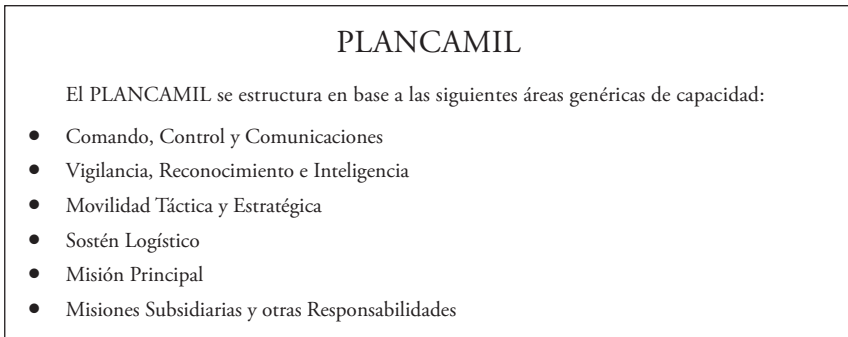 PLANCAMIL
El PLANCAMIL se estructura en base a las siguientes áreas genéricas de capacidad:
• Comando, Control y Comunicaciones
• Vigilancia, Reconocimiento e Inteligencia
• Movilidad Táctica y Estratégica
• Sostén Logístico
• Misión Principal
• Misiones Subsidiarias y otras Responsabilidades